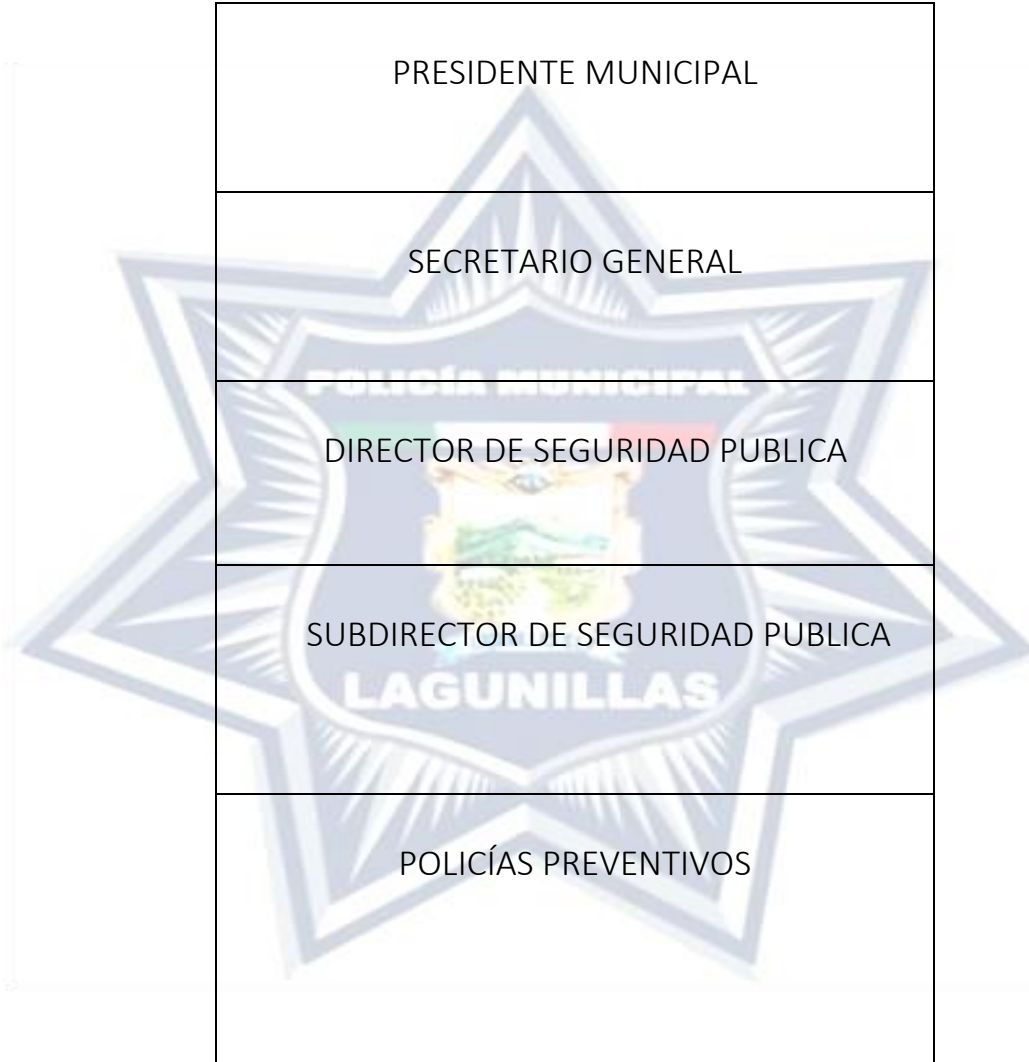 PRESIDENTE MUNICIPAL
SECRETARIO GENERAL
POLICÍA MUNICIPAL
DIRECTOR DE SEGURIDAD PUBLICA
SUBDIRECTOR DE SEGURIDAD PUBLICA
LAGUNILLAS
POLICÍAS PREVENTIVOS